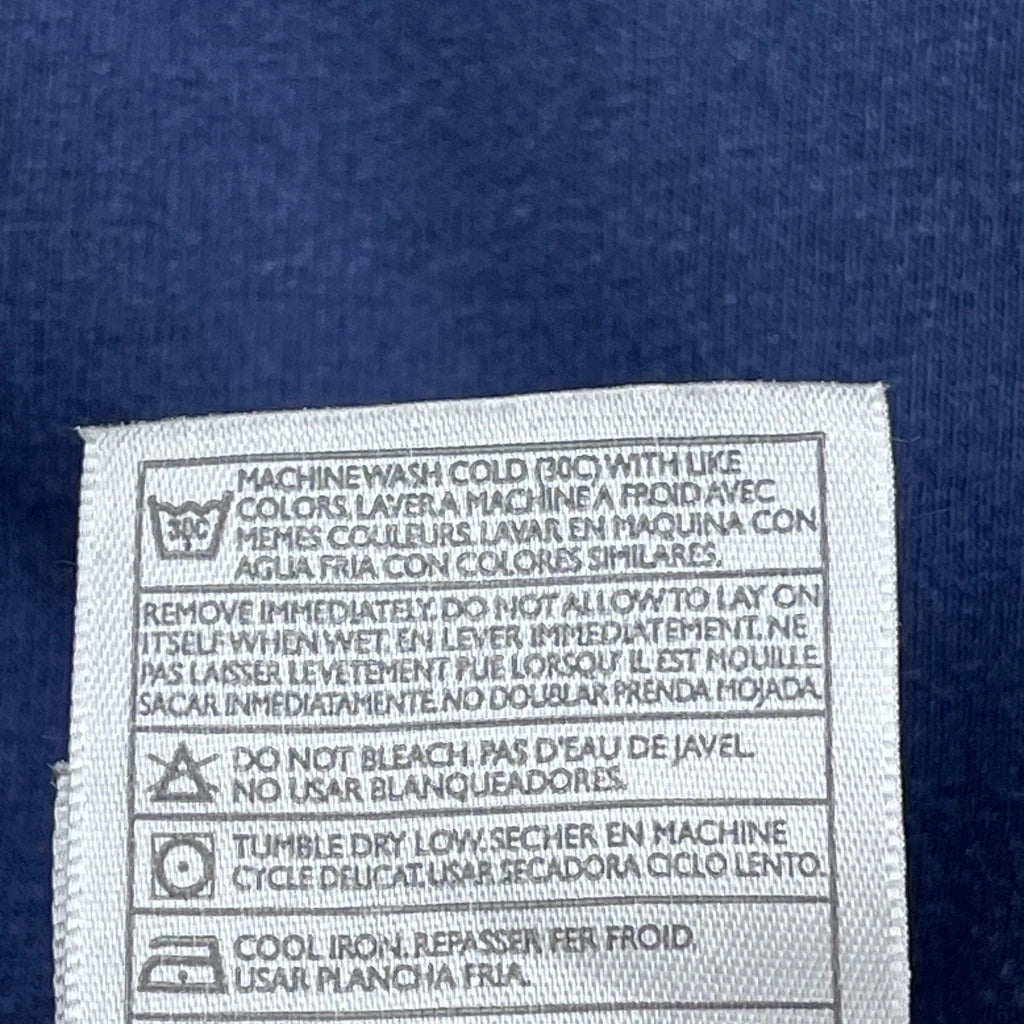 MACHINE WASH COLD (30C) WITH LIKE
COLORS. LAVER A MACHINE A FROID AVEC
30C
MEMES COULEURS. LAVAR EN MAQUINA CON
AGUA FRIA CON COLORES SIMILARES.
REMOVE IMMEDIATELY. DO NOT ALLOW TO LAY ON
ITSELF WHEN WET. EN LEVER IMMEDIATEMENT. NE
PAS LAISSER LE VETEMENT PLIE LORSQU' IL EST MOUILLE.
SACAR INMEDIATAMENTE. NO DOUBLAR PRENDA MOJADA.
DO NOT BLEACH. PAS D'EAU DE JAVEL.
NO USAR BLANQUEADORES.
TUMBLE DRY LOW. SECHER EN MACHINE
CYCLE DELICAT. USAR SECADORA CICLO LENTO.
COOL IRON. REPASSER FER FROID.
USAR PLANCHA FRIA.